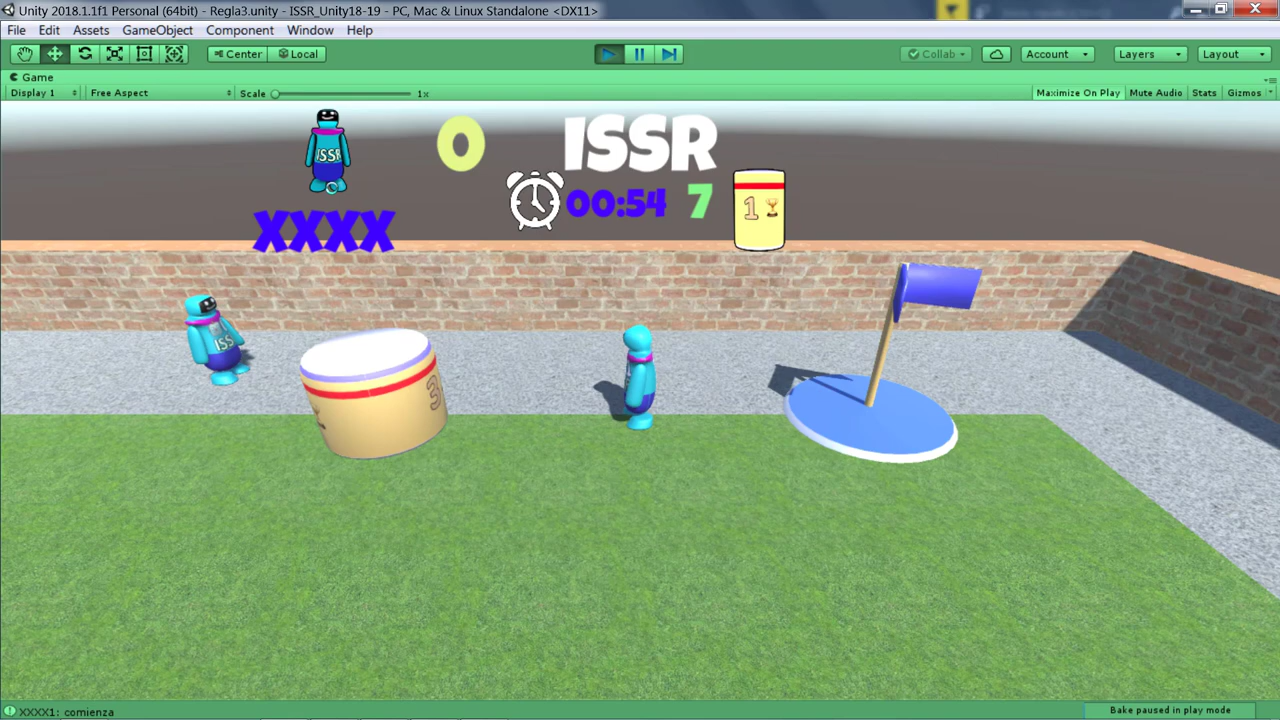 Unity 2018.1.1f1 Personal (64bit) - Regla3.unity - ISSR_Unity18-19 - PC, Mac & Linux Standalone <DX11>
File Edit Assets GameObject Component Window Help
Center Local Collab Account Layers Layout
Game
Display 1 Free Aspect Scale 1x Maximize On Play Mute Audio Stats Gizmos
ISSR
0 ISSR
00:54 7
1
XXXX
ISS
3
XXXX1: comienza
Bake paused in play mode